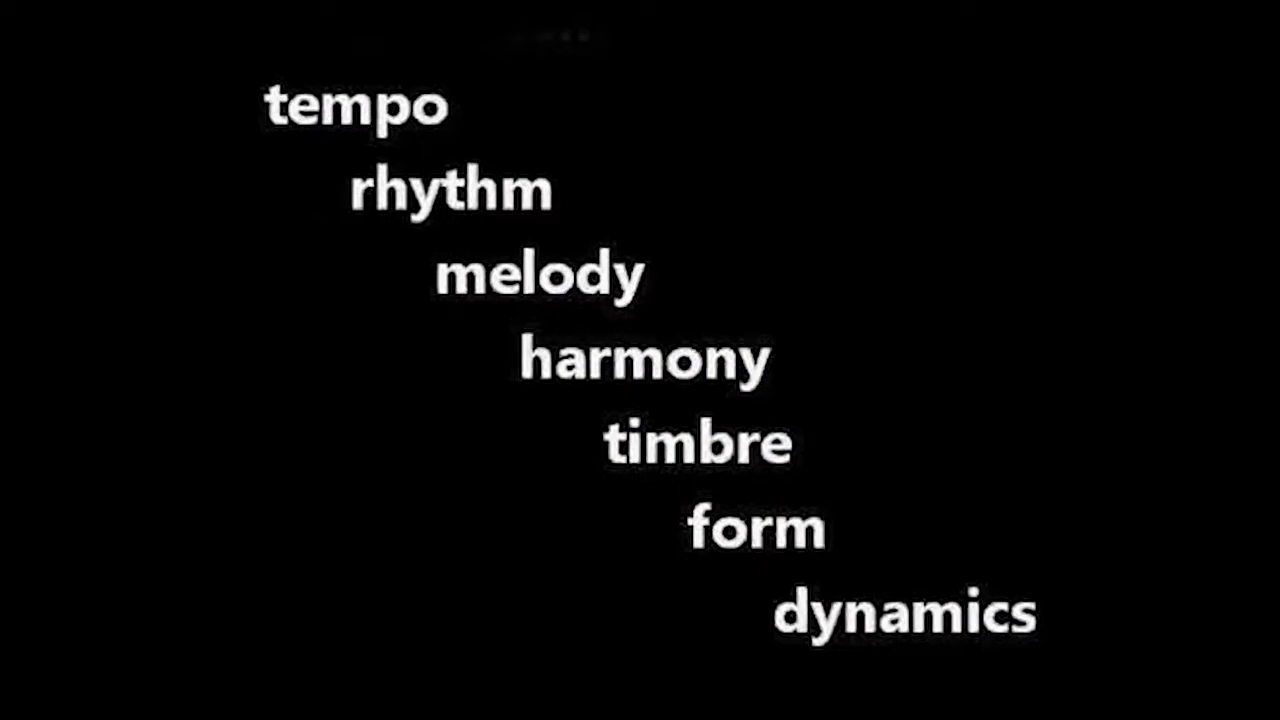 tempo
rhythm
melody
harmony
timbre
form
dynamics